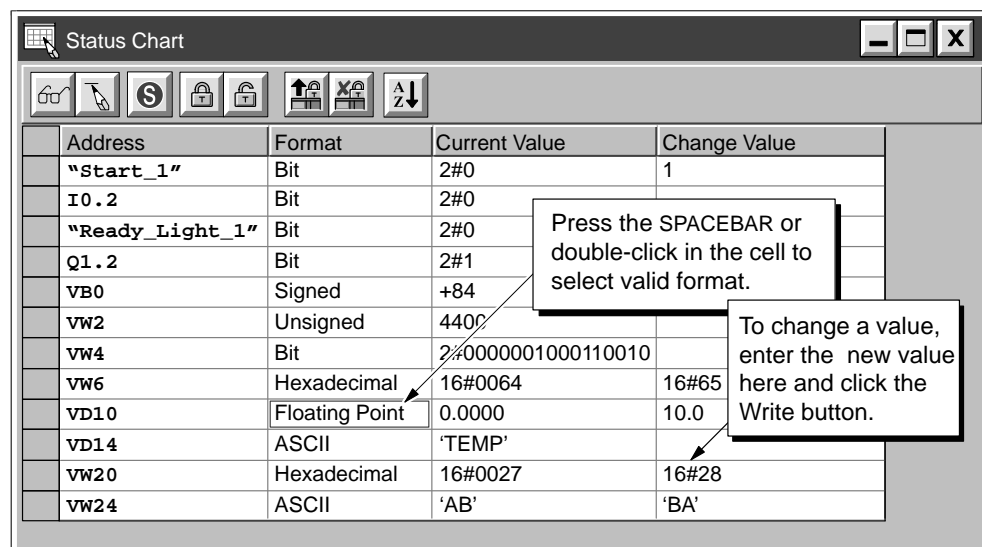 Status Chart
S T T T T A Z
Address Format Current Value Change Value
“Start_1” Bit 2#0 1
I0.2 Bit 2#0
“Ready_Light_1” Bit 2#0
Q1.2 Bit 2#1
VB0 Signed +84
VW2 Unsigned 4400
VW4 Bit 2#0000001000110010
VW6 Hexadecimal 16#0064 16#65
VD10 Floating Point 0.0000 10.0
VD14 ASCII ‘TEMP’
VW20 Hexadecimal 16#0027 16#28
VW24 ASCII ‘AB’ ‘BA’
Press the SPACEBAR or
double-click in the cell to
select valid format.
To change a value,
enter the new value
here and click the
Write button.